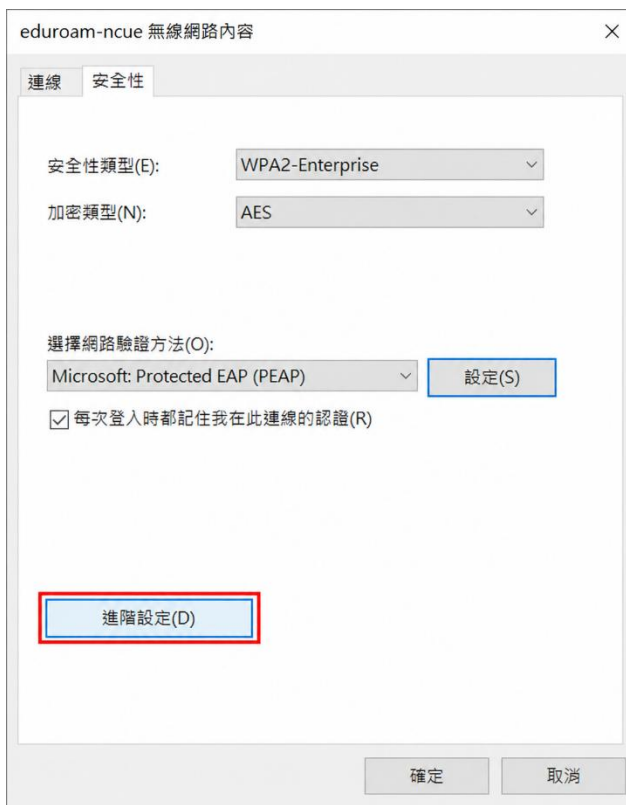 eduroam-ncue 無線網路內容
連線 安全性
安全性類型(E): WPA2-Enterprise
加密類型(N): AES
選擇網路驗證方法(O):
Microsoft: Protected EAP (PEAP) 設定(S)
每次登入時都記住我在此連線的認證(R)
進階設定(D)
確定 取消